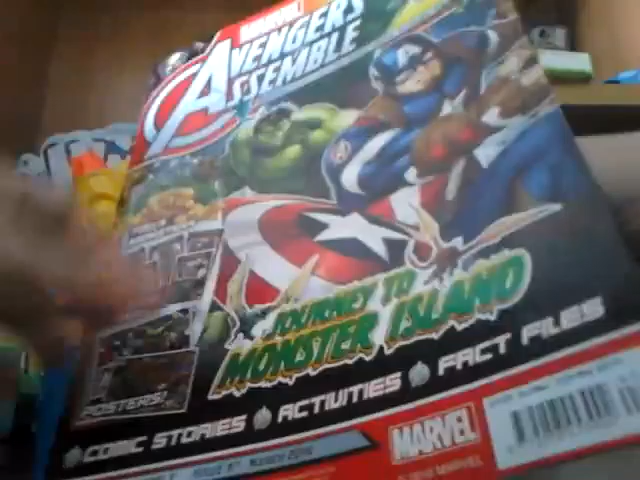 MARVEL
AVENGERS
ASSEMBLE
JOURNEY TO
MONSTER ISLAND
POSTERS!
COMIC STORIES ACTIVITIES FACT FILES
MARVEL